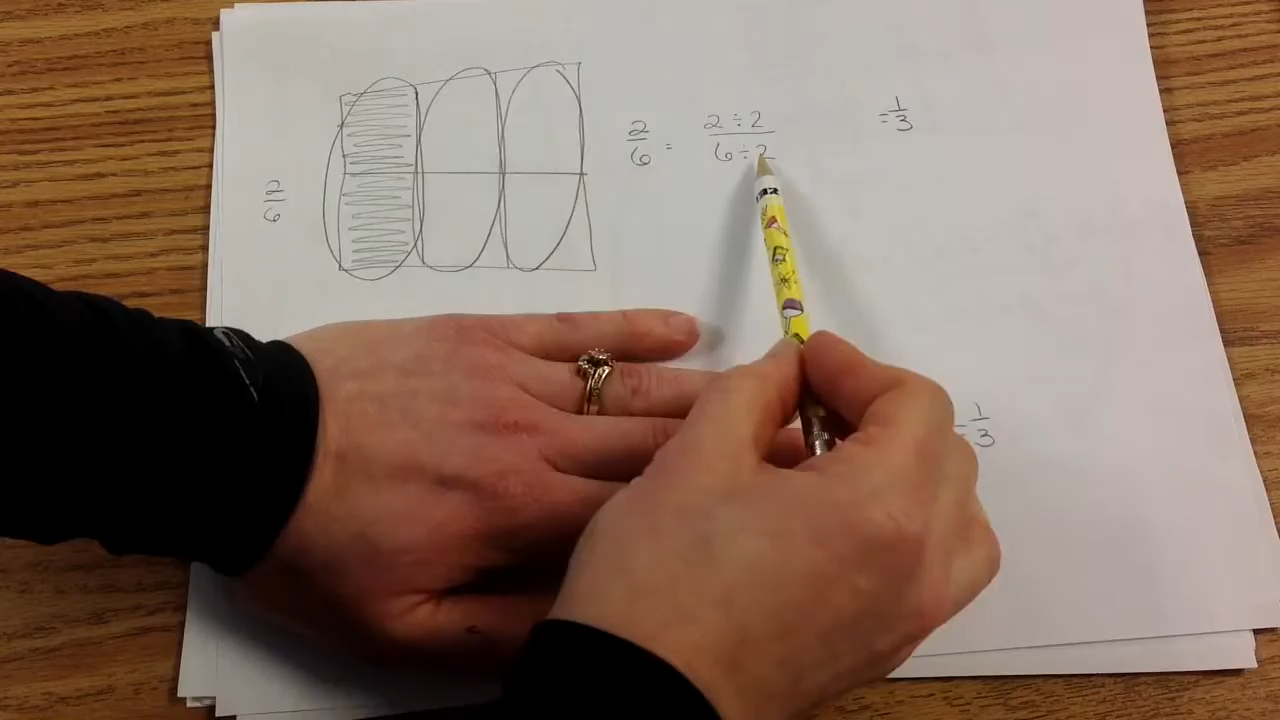 2/6
2/6 = 2÷2/6÷2 = 1/3
= 1/3